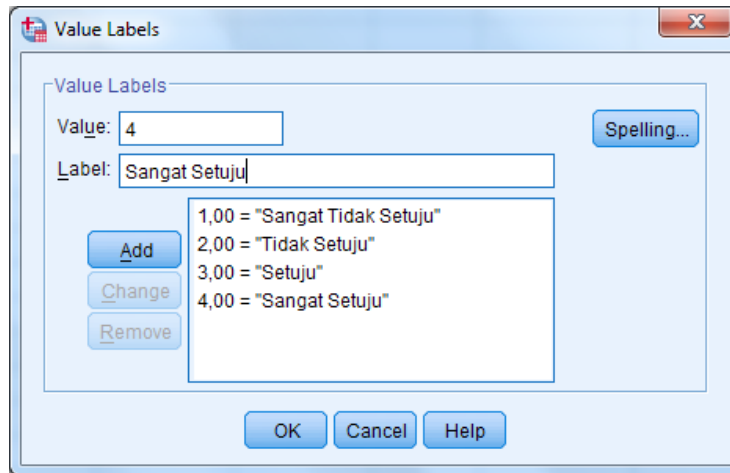 Value Labels
Value Labels
Value: 4
Spelling...
Label: Sangat Setuju
1,00 = "Sangat Tidak Setuju"
2,00 = "Tidak Setuju"
3,00 = "Setuju"
4,00 = "Sangat Setuju"
Add
Change
Remove
OK Cancel Help